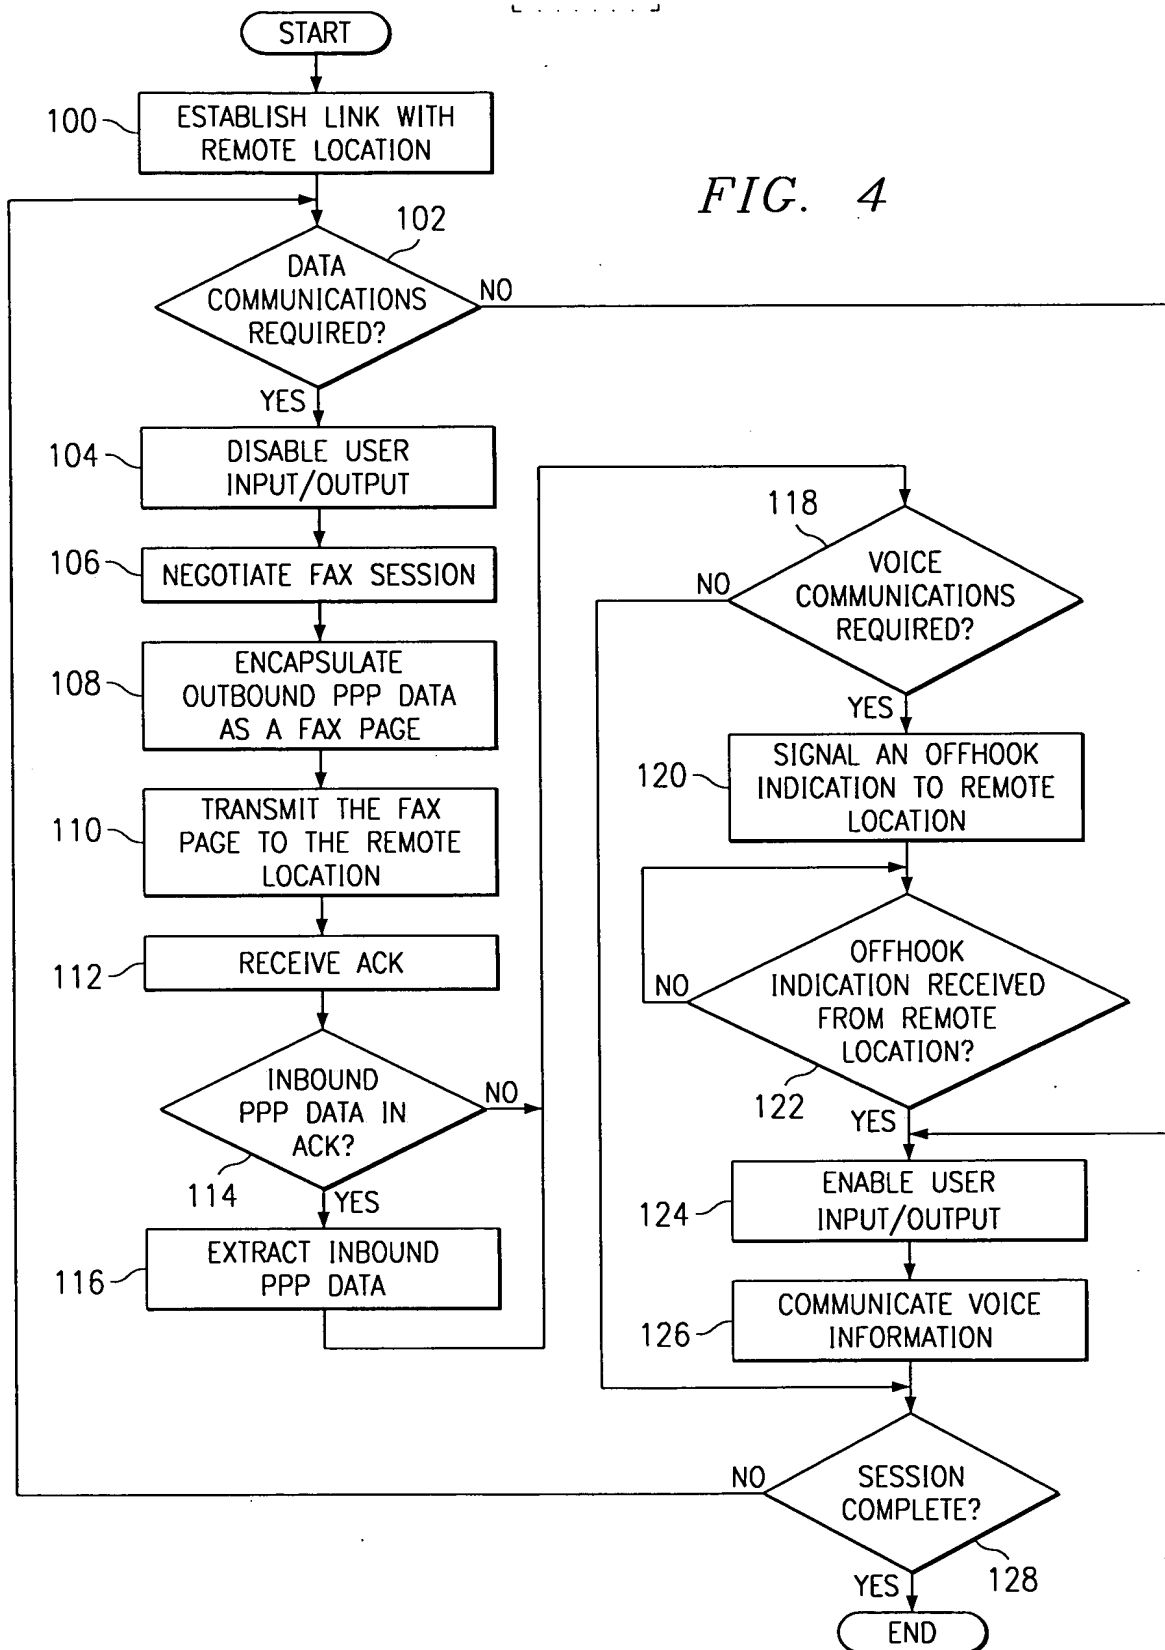 START
100
ESTABLISH LINK WITH
REMOTE LOCATION
FIG. 4
102
DATA
COMMUNICATIONS
REQUIRED?
NO
YES
104
DISABLE USER
INPUT/OUTPUT
106
NEGOTIATE FAX SESSION
108
ENCAPSULATE
OUTBOUND PPP DATA
AS A FAX PAGE
110
TRANSMIT THE FAX
PAGE TO THE REMOTE
LOCATION
112
RECEIVE ACK
INBOUND
PPP DATA IN
ACK?
NO
114
YES
116
EXTRACT INBOUND
PPP DATA
118
VOICE
COMMUNICATIONS
REQUIRED?
NO
YES
120
SIGNAL AN OFFHOOK
INDICATION TO REMOTE
LOCATION
OFFHOOK
INDICATION RECEIVED
FROM REMOTE
LOCATION?
NO
122
YES
124
ENABLE USER
INPUT/OUTPUT
126
COMMUNICATE VOICE
INFORMATION
NO
SESSION
COMPLETE?
128
YES
END